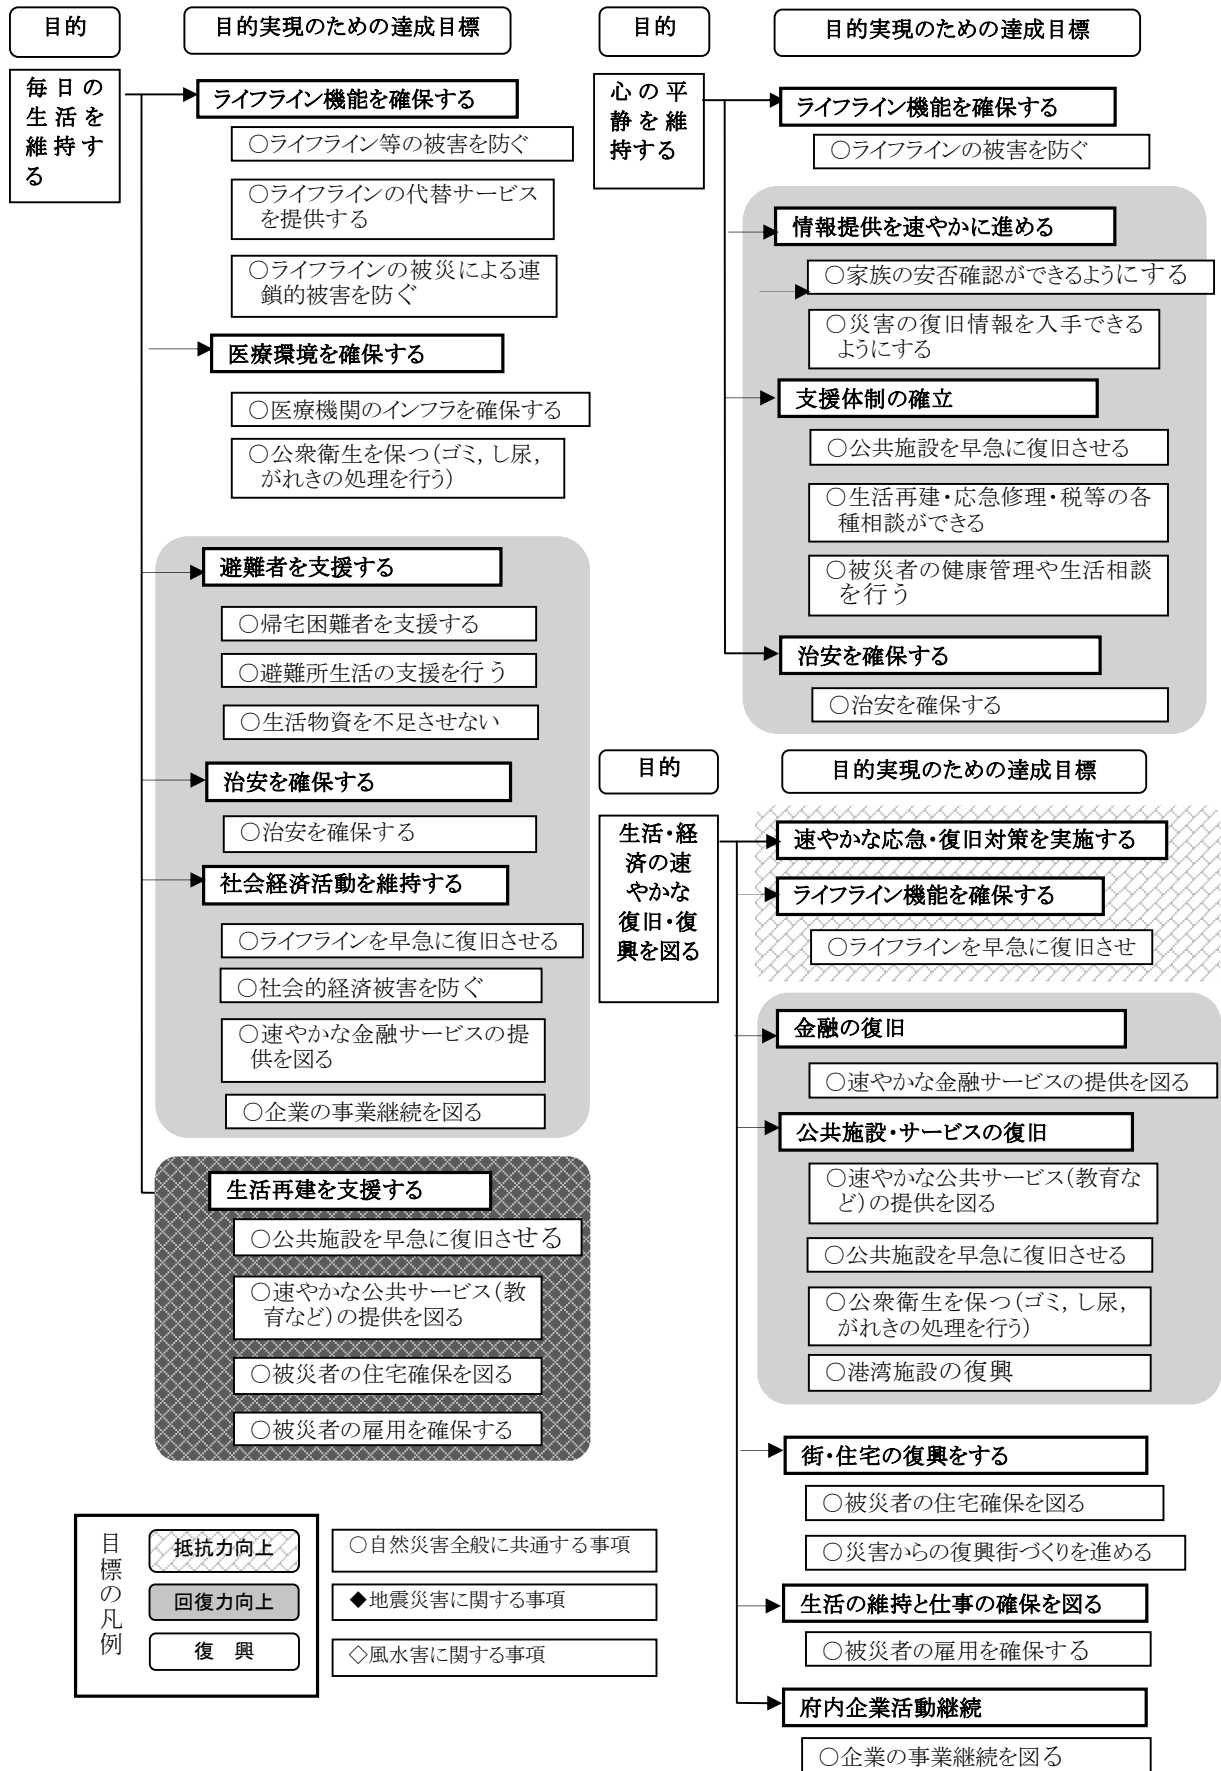 目的
目的実現のための達成目標
毎日の
生活を
維持す
る
ライフライン機能を確保する
○ライフライン等の被害を防ぐ
○ライフラインの代替サービス
を提供する
○ライフラインの被災による連
鎖的被害を防ぐ
医療環境を確保する
○医療機関のインフラを確保する
○公衆衛生を保つ(ゴミ,し尿,
がれきの処理を行う)
避難者を支援する
○帰宅困難者を支援する
○避難所生活の支援を行う
○生活物資を不足させない
治安を確保する
○治安を確保する
社会経済活動を維持する
○ライフラインを早急に復旧させる
○社会的経済被害を防ぐ
○速やかな金融サービスの提
供を図る
○企業の事業継続を図る
生活再建を支援する
○公共施設を早急に復旧させる
○速やかな公共サービス(教
育など)の提供を図る
○被災者の住宅確保を図る
○被災者の雇用を確保する
目標の凡例
抵抗力向上
回復力向上
復 興
○自然災害全般に共通する事項
◆地震災害に関する事項
◇風水害に関する事項
目的
目的実現のための達成目標
心の平
静を維
持する
ライフライン機能を確保する
○ライフラインの被害を防ぐ
情報提供を速やかに進める
○家族の安否確認ができるようにする
○災害の復旧情報を入手できる
ようにする
支援体制の確立
○公共施設を早急に復旧させる
○生活再建・応急修理・税等の各
種相談ができる
○被災者の健康管理や生活相談
を行う
治安を確保する
○治安を確保する
目的
目的実現のための達成目標
生活・経
済の速
やかな
復旧・復
興を図る
速やかな応急・復旧対策を実施する
ライフライン機能を確保する
○ライフラインを早急に復旧させ
金融の復旧
○速やかな金融サービスの提供を図る
公共施設・サービスの復旧
○速やかな公共サービス(教育な
ど)の提供を図る
○公共施設を早急に復旧させる
○公衆衛生を保つ(ゴミ,し尿,
がれきの処理を行う)
○港湾施設の復興
街・住宅の復興をする
○被災者の住宅確保を図る
○災害からの復興街づくりを進める
生活の維持と仕事の確保を図る
○被災者の雇用を確保する
府内企業活動継続
○企業の事業継続を図る